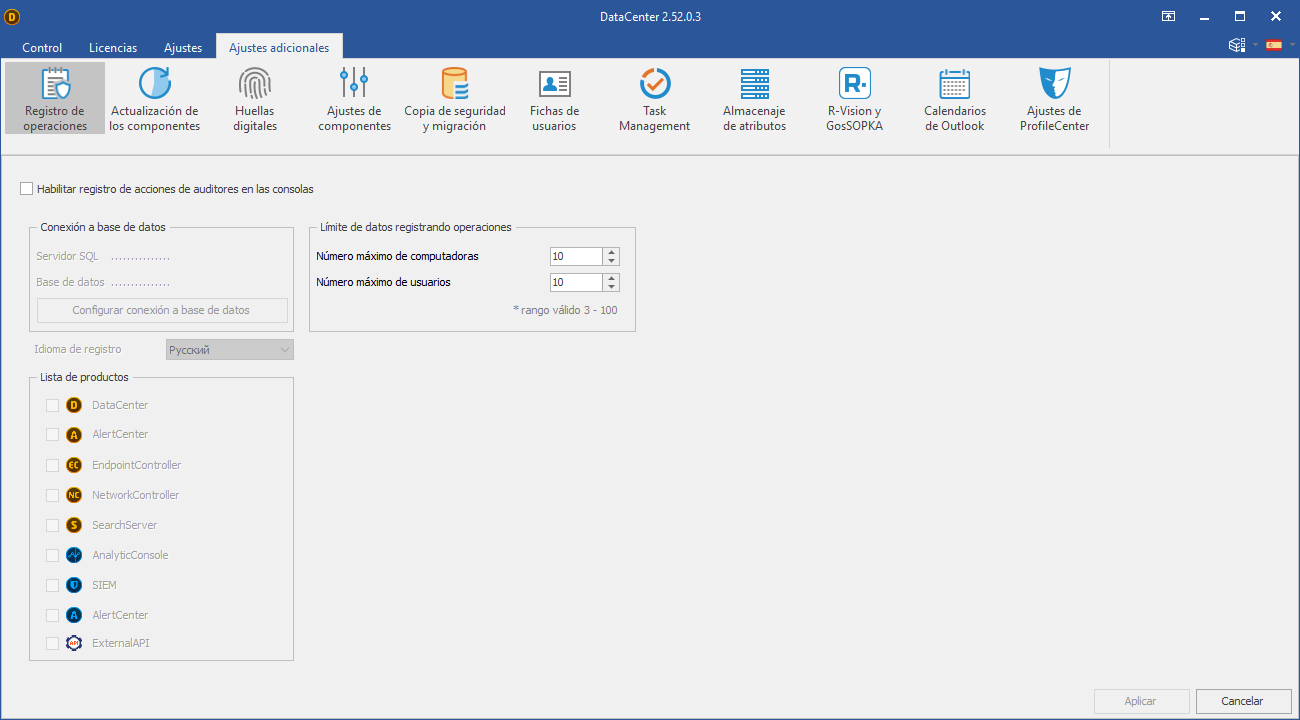 D
DataCenter 2.52.0.3
Control Licencias Ajustes Ajustes adicionales
Registro de operaciones
Actualización de los componentes
Huellas digitales
Ajustes de componentes
Copia de seguridad y migración
Fichas de usuarios
Task Management
Almacenaje de atributos
R-Vision y GosSOPKA
Calendarios de Outlook
Ajustes de ProfileCenter
Habilitar registro de acciones de auditores en las consolas
Conexión a base de datos
Servidor SQL ...............
Base de datos ...............
Configurar conexión a base de datos
Límite de datos registrando operaciones
Número máximo de computadoras 10
Número máximo de usuarios 10
* rango válido 3 - 100
Idioma de registro Русский
Lista de productos
D DataCenter
A AlertCenter
EC EndpointController
NC NetworkController
S SearchServer
AnalyticConsole
SIEM
A AlertCenter
API ExternalAPI
Aplicar Cancelar